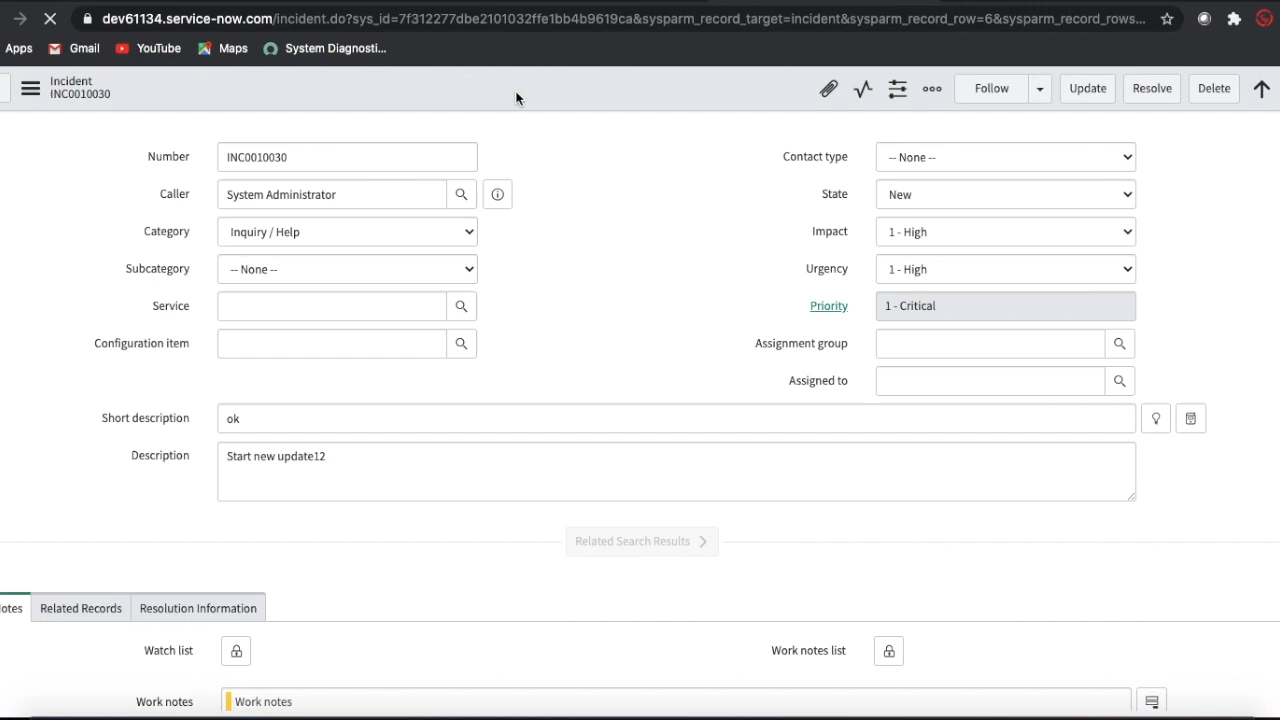 dev61134.service-now.com/incident.do?sys_id=7f312277dbe2101032ffe1bb4b9619ca&sysparm_record_target=incident&sysparm_record_row=6&sysparm_record_rows...
Apps Gmail YouTube Maps System Diagnosti...
Incident
INC0010030
Follow Update Resolve Delete
Number INC0010030 Contact type -- None --
Caller System Administrator State New
Category Inquiry / Help Impact 1 - High
Subcategory -- None -- Urgency 1 - High
Service Priority 1 - Critical
Configuration item Assignment group
Assigned to
Short description ok
Description Start new update12
Related Search Results
lotes Related Records Resolution Information
Watch list Work notes list
Work notes Work notes